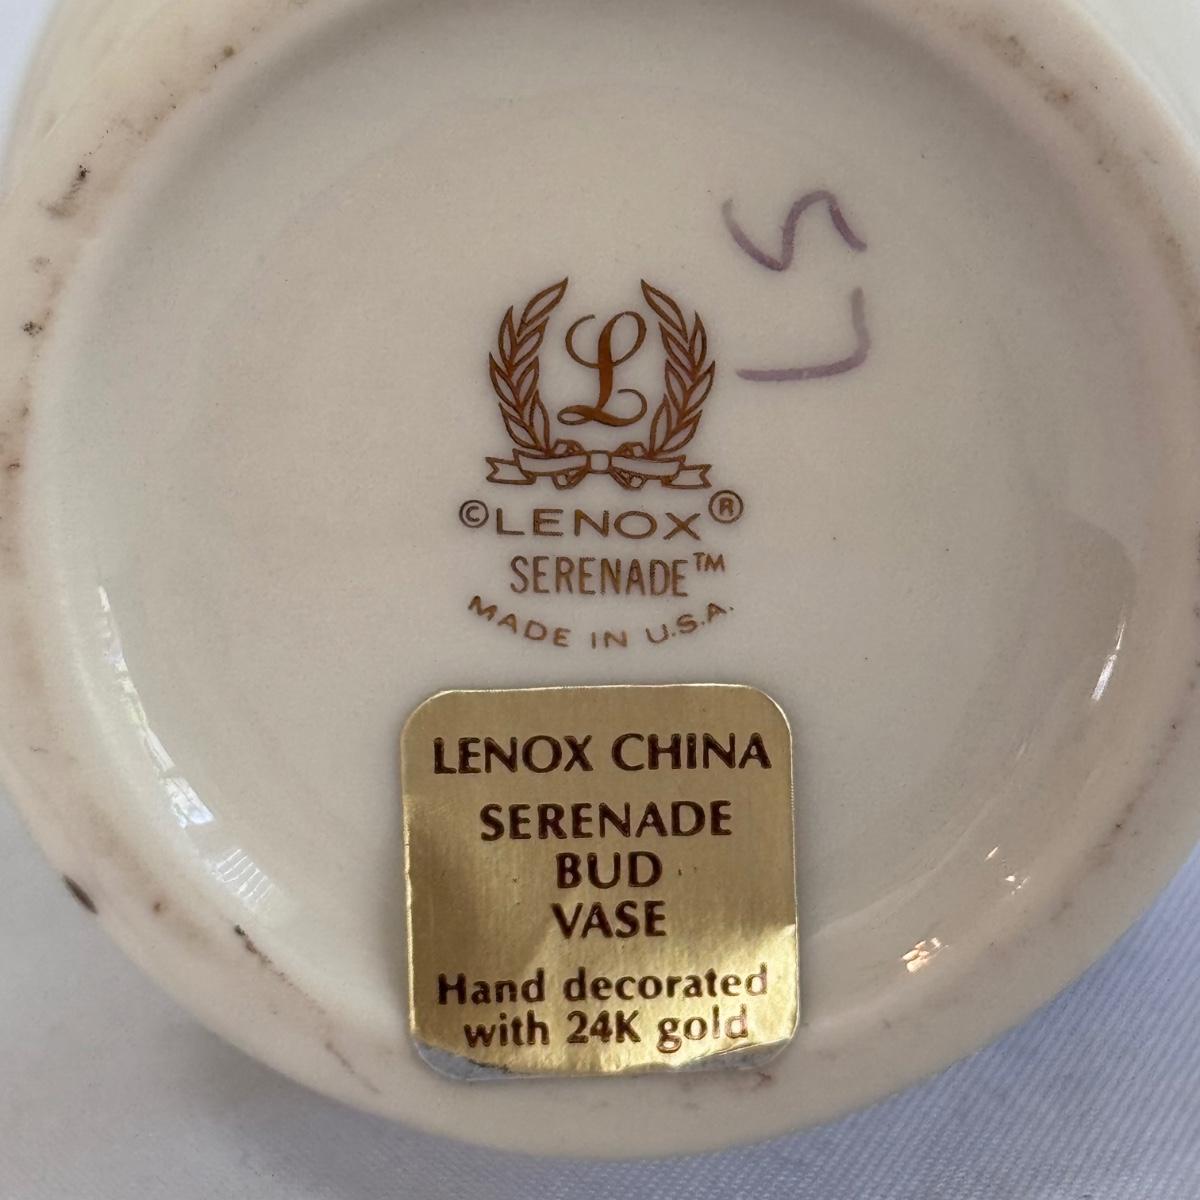 L
©LENOX®
SERENADE™
MADE IN U.S.A.
LENOX CHINA
SERENADE
BUD
VASE
Hand decorated
with 24K gold